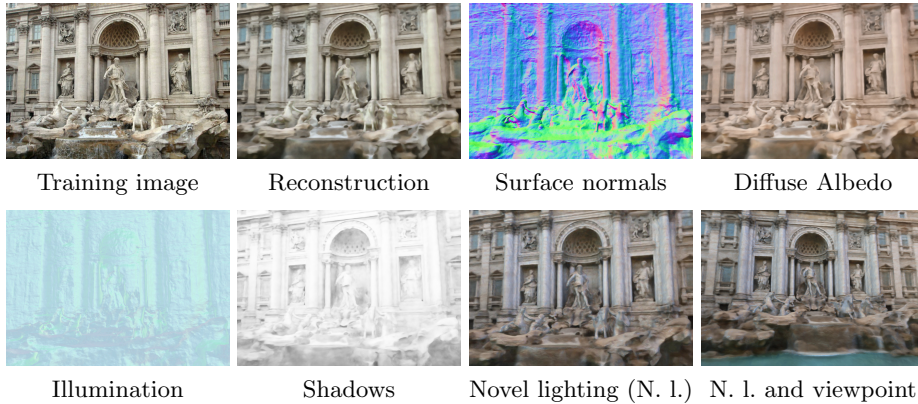 Training image
Reconstruction
Surface normals
Diffuse Albedo
Illumination
Shadows
Novel lighting (N. l.)
N. l. and viewpoint